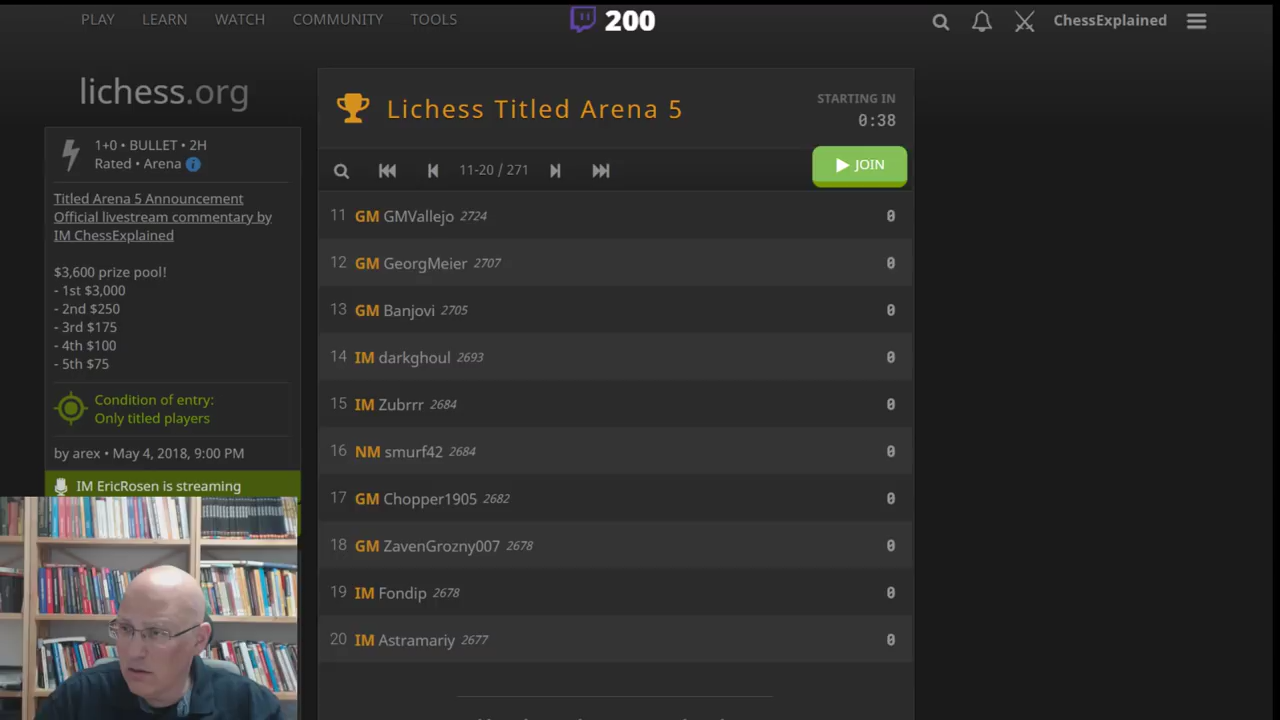 PLAY LEARN WATCH COMMUNITY TOOLS 200 ChessExplained
lichess.org
1+0 • BULLET • 2H
Rated • Arena
Titled Arena 5 Announcement
Official livestream commentary by
IM ChessExplained
$3,600 prize pool!
- 1st $3,000
- 2nd $250
- 3rd $175
- 4th $100
- 5th $75
Condition of entry:
Only titled players
by arex • May 4, 2018, 9:00 PM
IM EricRosen is streaming
Lichess Titled Arena 5
STARTING IN
0:38
11-20 / 271
JOIN
11 GM GMVallejo 2724 0
12 GM GeorgMeier 2707 0
13 GM Banjovi 2705 0
14 IM darkghoul 2693 0
15 IM Zubrrr 2684 0
16 NM smurf42 2684 0
17 GM Chopper1905 2682 0
18 GM ZavenGrozny007 2678 0
19 IM Fondip 2678 0
20 IM Astramariy 2677 0